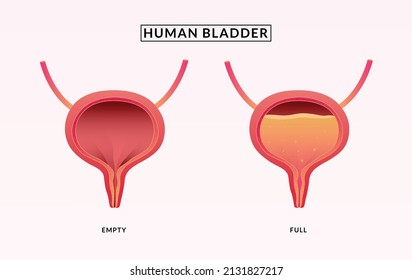 HUMAN BLADDER
EMPTY
FULL
shutterstock.com · 2131827217